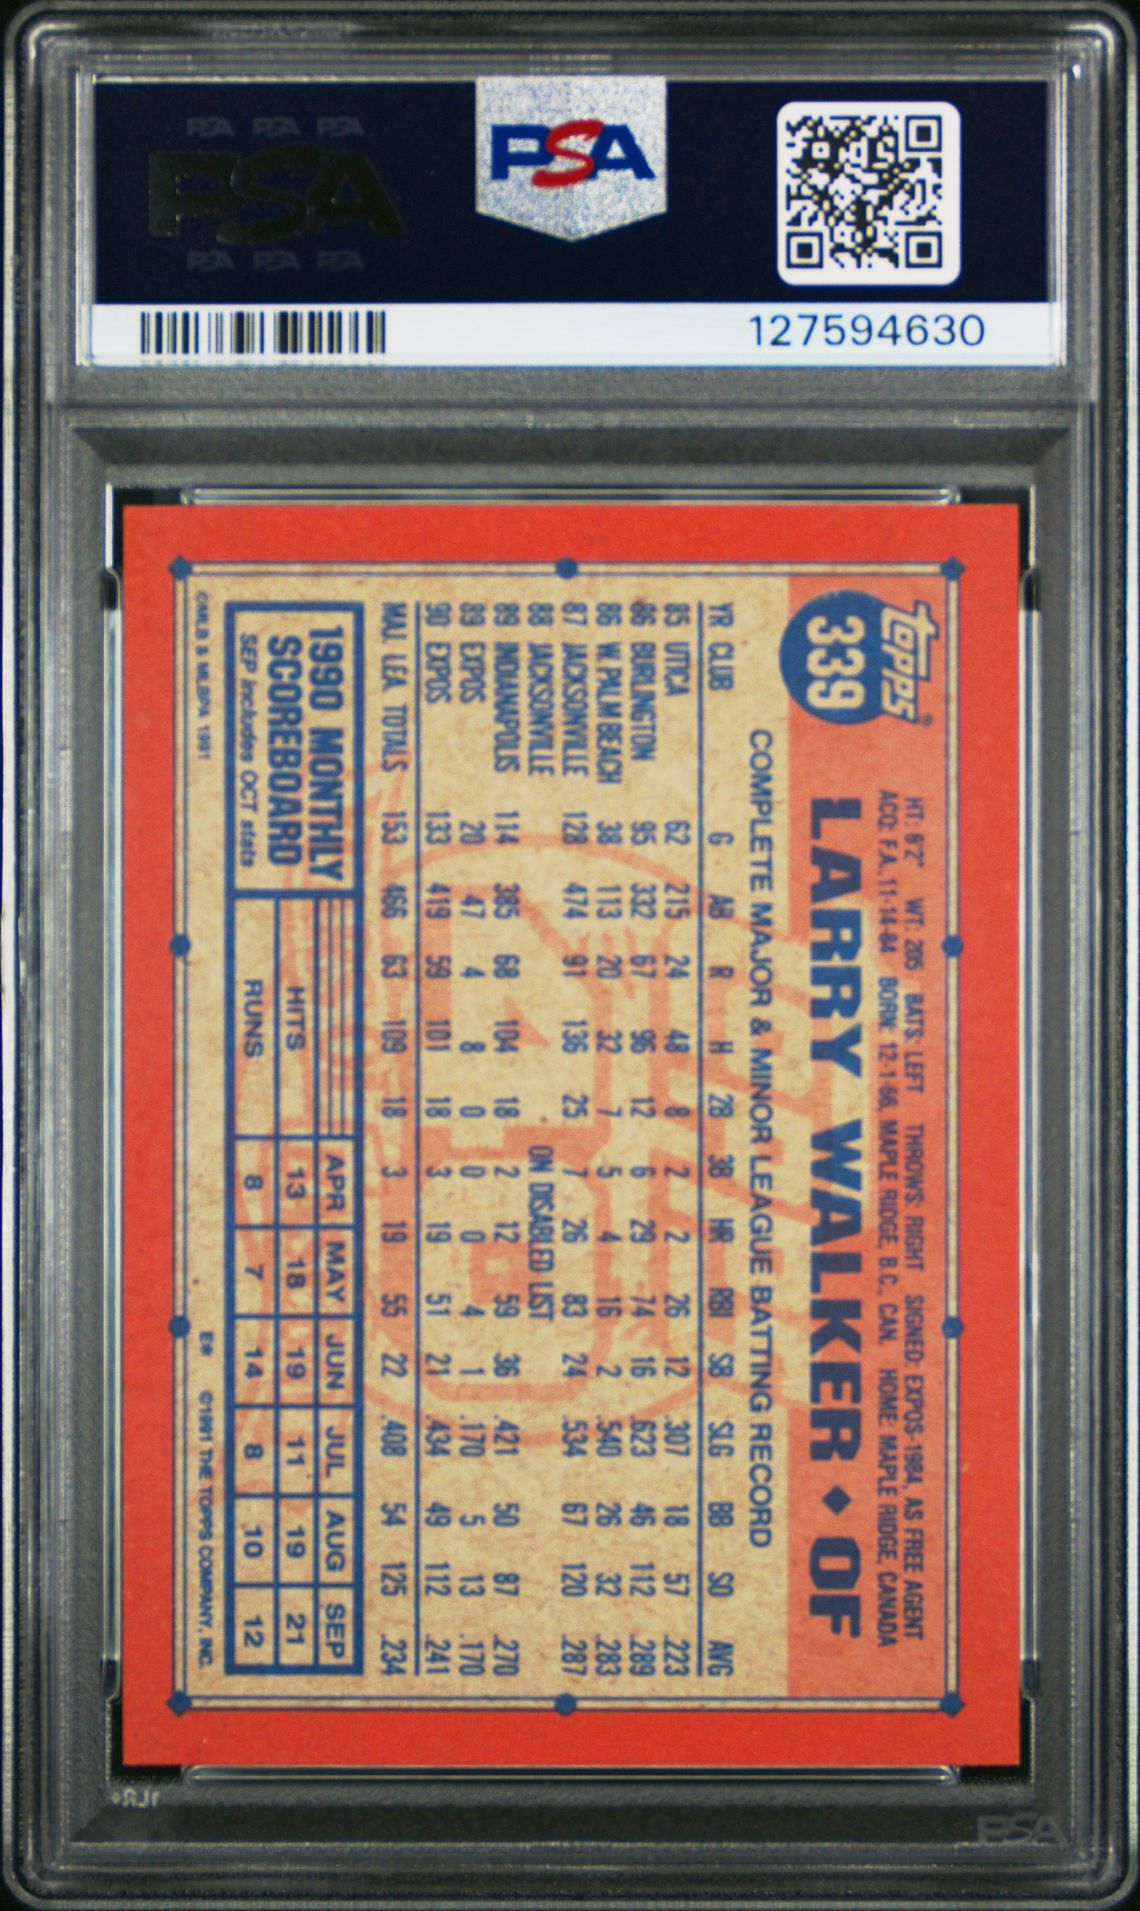 PSA PSA PSA
PSA
PSA PSA PSA
PSA
127594630
topps®
339
HT: 6'2" WT: 205 BATS: LEFT THROWS: RIGHT SIGNED: EXPOS-1984, AS FREE AGENT
ACQ: F.A., 11-14-84 BORN: 12-1-66, MAPLE RIDGE, B.C., CAN. HOME: MAPLE RIDGE, CANADA
LARRY WALKER ♦ OF
COMPLETE MAJOR & MINOR LEAGUE BATTING RECORD
YR CLUB G AB R H 2B 3B HR RBI SB SLG BB SO AVG
85 UTICA 62 215 24 48 8 2 2 26 12 .307 18 57 .223
86 BURLINGTON 95 332 67 96 12 6 29 74 16 .623 46 112 .289
86 W. PALM BEACH 38 113 20 32 7 5 4 16 2 .540 26 32 .283
87 JACKSONVILLE 128 474 91 136 25 7 26 83 24 .534 67 120 .287
88 JACKSONVILLE ON DISABLED LIST
89 INDIANAPOLIS 114 385 68 104 18 2 12 59 36 .421 50 87 .270
89 EXPOS 20 47 4 8 0 0 0 4 1 .170 5 13 .170
90 EXPOS 133 419 59 101 18 3 19 51 21 .434 49 112 .241
MAJ. LEA. TOTALS 153 466 63 109 18 3 19 55 22 .408 54 125 .234
1990 MONTHLY
SCOREBOARD
SEP includes OCT stats
APR MAY JUN JUL AUG SEP
HITS 13 18 19 11 19 21
RUNS 8 7 14 8 10 12
©MLB & MLBPA 1991
E* ©1991 THE TOPPS COMPANY, INC.
PSA